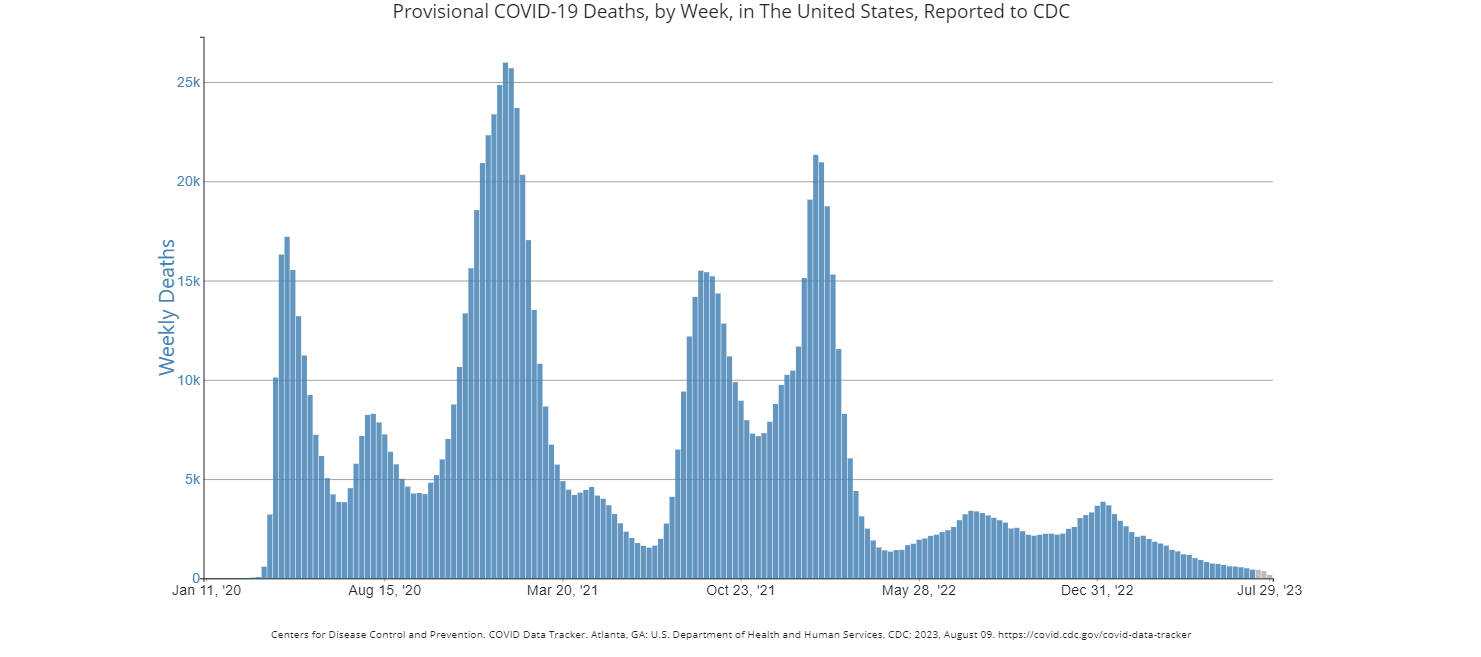 Provisional COVID-19 Deaths, by Week, in The United States, Reported to CDC
Weekly Deaths
25k
20k
15k
10k
5k
0
Jan 11, '20 Aug 15, '20 Mar 20, '21 Oct 23, '21 May 28, '22 Dec 31, '22 Jul 29, '23
Centers for Disease Control and Prevention. COVID Data Tracker. Atlanta, GA: U.S. Department of Health and Human Services, CDC; 2023, August 09. https://covid.cdc.gov/covid-data-tracker